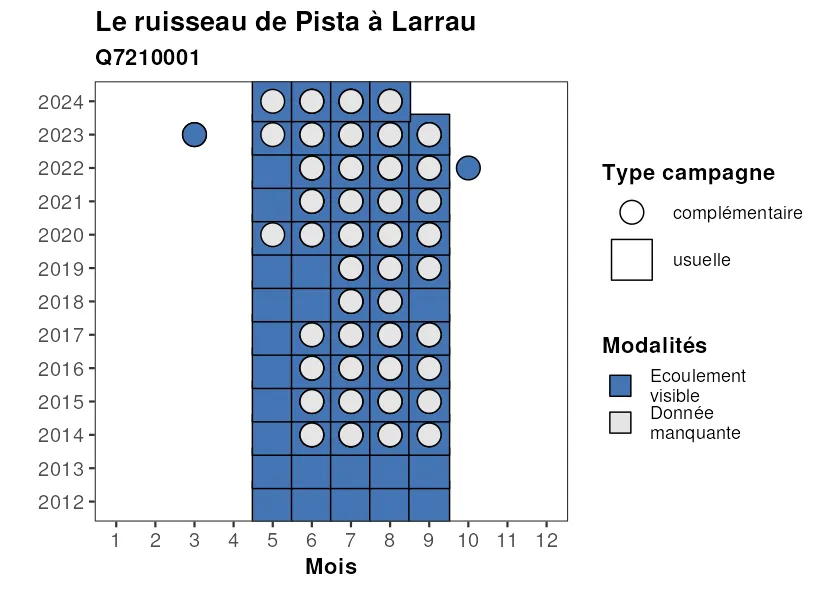 Le ruisseau de Pista à Larrau
Q7210001
2024
2023
2022
2021
2020
2019
2018
2017
2016
2015
2014
2013
2012
1 2 3 4 5 6 7 8 9 10 11 12
Mois
Type campagne
complémentaire
usuelle
Modalités
Ecoulement
visible
Donnée
manquante